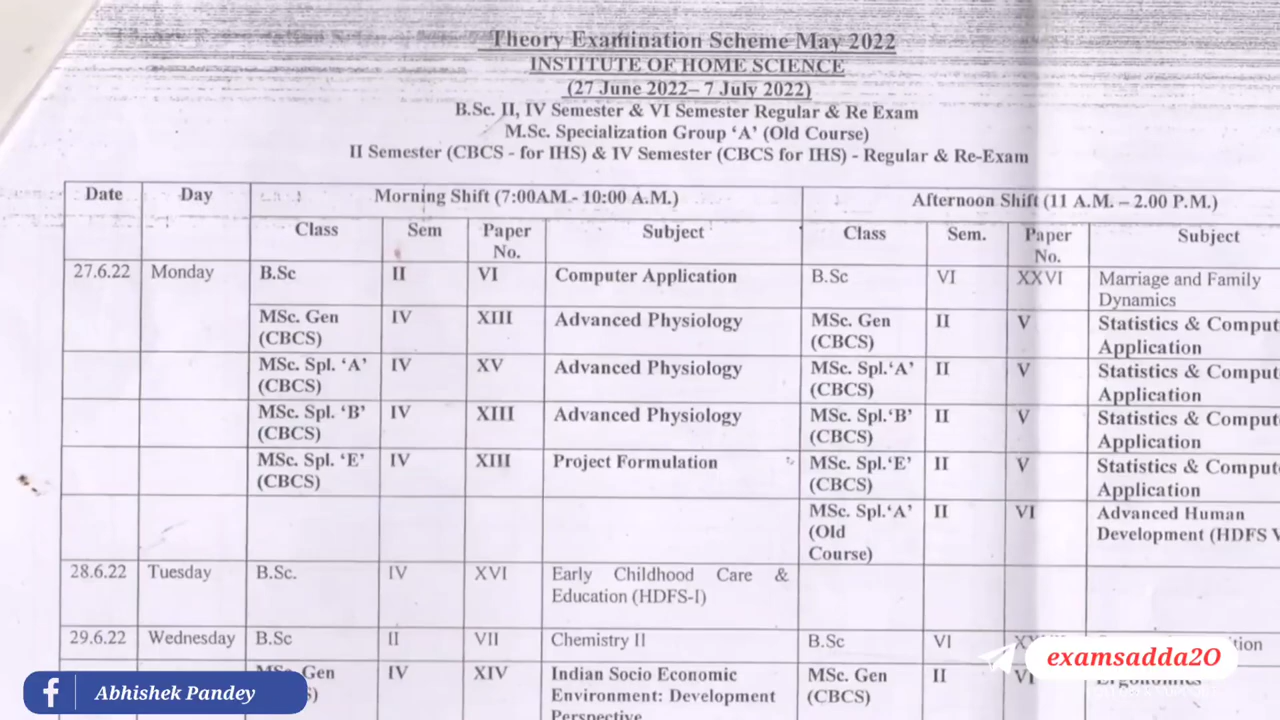 Theory Examination Scheme May 2022
INSTITUTE OF HOME SCIENCE
(27 June 2022– 7 July 2022)
B.Sc. II, IV Semester & VI Semester Regular & Re Exam
M.Sc. Specialization Group ‘A’ (Old Course)
II Semester (CBCS - for IHS) & IV Semester (CBCS for IHS) - Regular & Re-Exam
Date Day Morning Shift (7:00AM.- 10:00 A.M.) Afternoon Shift (11 A.M. – 2.00 P.M.)
Class Sem Paper Subject Class Sem. Paper Subject
No. No.
27.6.22 Monday B.Sc II VI Computer Application B.Sc VI XXVI Marriage and Family
Dynamics
MSc. Gen IV XIII Advanced Physiology MSc. Gen II V Statistics &
(CBCS) (CBCS) Application
MSc. Spl. ‘A’ IV XV Advanced Physiology MSc. Spl.‘A’ II V Statistics &
(CBCS) (CBCS) Application
MSc. Spl. ‘B’ IV XIII Advanced Physiology MSc. Spl.‘B’ II V Statistics &
(CBCS) (CBCS) Application
MSc. Spl. ‘E’ IV XIII Project Formulation MSc. Spl.‘E’ II V Statistics &
(CBCS) (CBCS) Application
MSc. Spl.‘A’ II VI Advanced Human
(Old Development (HDFS
Course)
28.6.22 Tuesday B.Sc. IV XVI Early Childhood Care &
Education (HDFS-I)
29.6.22 Wednesday B.Sc II VII Chemistry II B.Sc VI
Gen IV XIV Indian Socio Economic MSc. Gen II VI Ergonomics
Environment: Development (CBCS)
Perspective
Abhishek Pandey
examsadda20